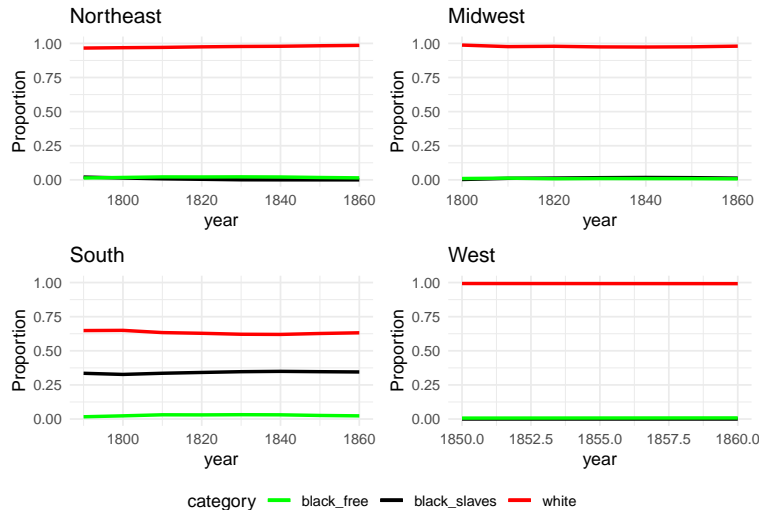 Northeast
1.00
0.75
0.50
0.25
0.00
Proportion
1800 1820 1840 1860
year
Midwest
1.00
0.75
0.50
0.25
0.00
Proportion
1800 1820 1840 1860
year
South
1.00
0.75
0.50
0.25
0.00
Proportion
1800 1820 1840 1860
year
West
1.00
0.75
0.50
0.25
0.00
Proportion
1850.0 1852.5 1855.0 1857.5 1860.0
year
category black_free black_slaves white